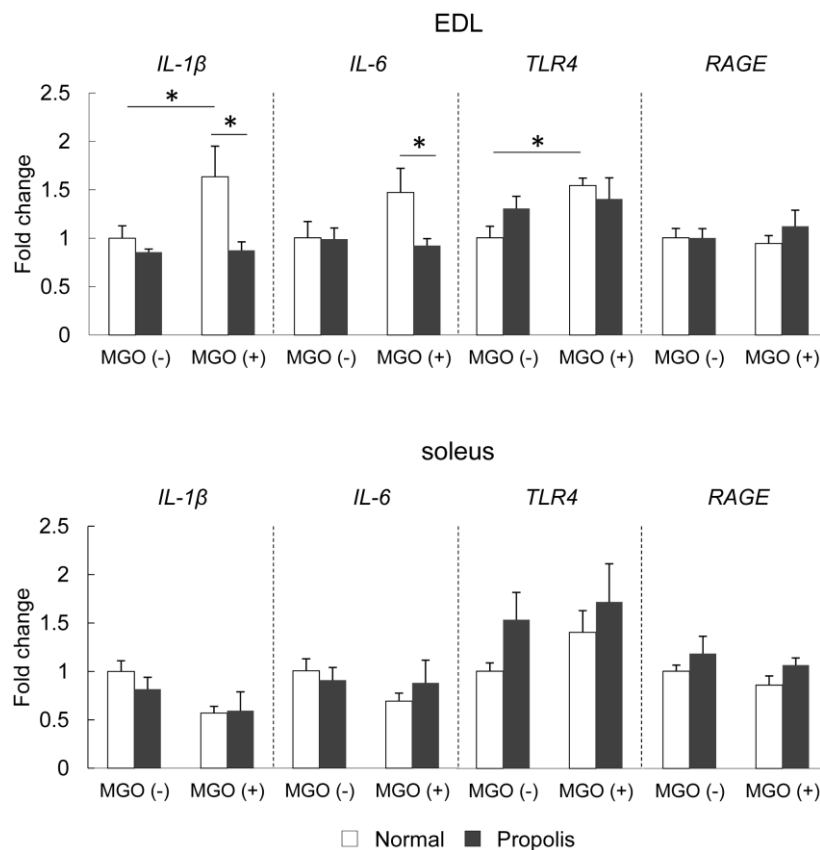 EDL
IL-1β IL-6 TLR4 RAGE
* * * *
2.5
2
1.5
1
0.5
0
Fold change
MGO (-) MGO (+) MGO (-) MGO (+) MGO (-) MGO (+) MGO (-) MGO (+)
soleus
IL-1β IL-6 TLR4 RAGE
2.5
2
1.5
1
0.5
0
Fold change
MGO (-) MGO (+) MGO (-) MGO (+) MGO (-) MGO (+) MGO (-) MGO (+)
Normal Propolis